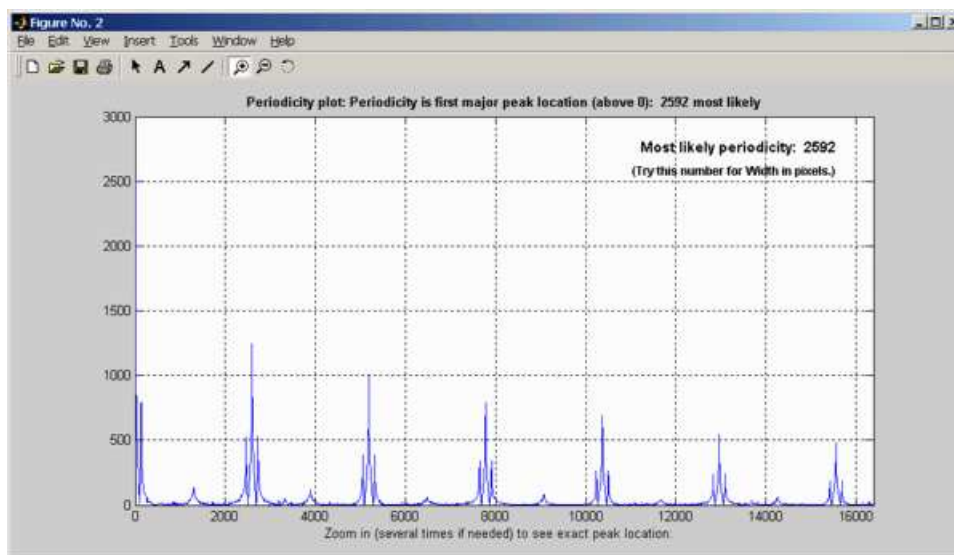 Figure No. 2
File Edit View Insert Tools Window Help
A
Periodicity plot: Periodicity is first major peak location (above 0): 2592 most likely
3000
Most likely periodicity: 2592
(Try this number for Width in pixels.)
2500
2000
1500
1000
500
0
0 2000 4000 6000 8000 10000 12000 14000 16000
Zoom in (several times if needed) to see exact peak location.